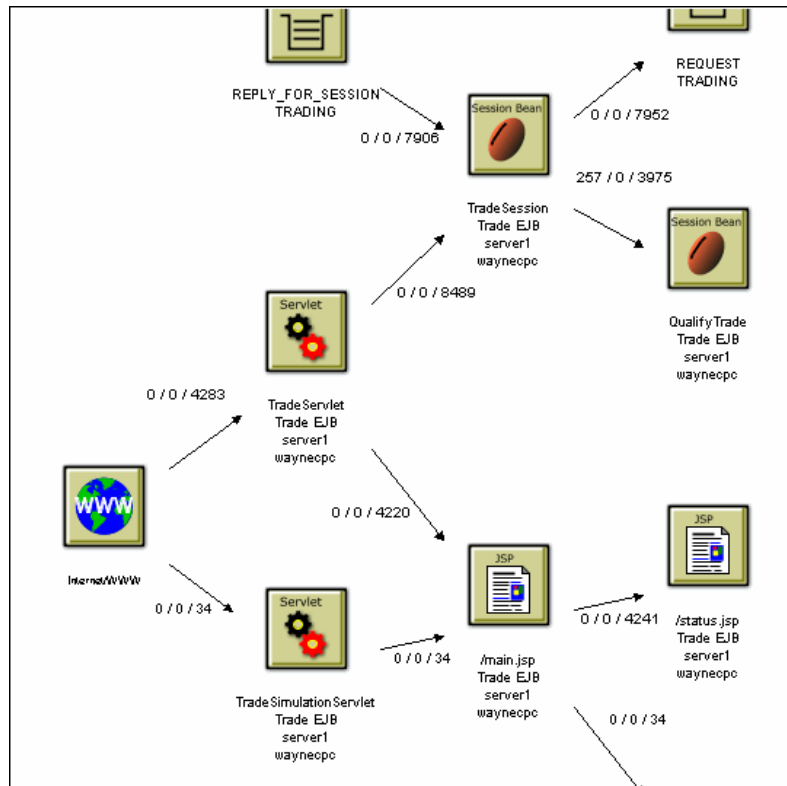 REPLY_FOR_SESSION
TRADING
REQUEST
TRADING
0 / 0 / 7906
0 / 0 / 7952
Session Bean
257 / 0 / 3975
TradeSession
Trade EJB
server1
waynecpc
Session Bean
QualifyTrade
Trade EJB
server1
waynecpc
0 / 0 / 8489
Servlet
TradeServlet
Trade EJB
server1
waynecpc
0 / 0 / 4283
WWW
Internet/WWW
0 / 0 / 4220
0 / 0 / 34
Servlet
TradeSimulationServlet
Trade EJB
server1
waynecpc
0 / 0 / 34
JSP
/main.jsp
Trade EJB
server1
waynecpc
0 / 0 / 4241
JSP
/status.jsp
Trade EJB
server1
waynecpc
0 / 0 / 34